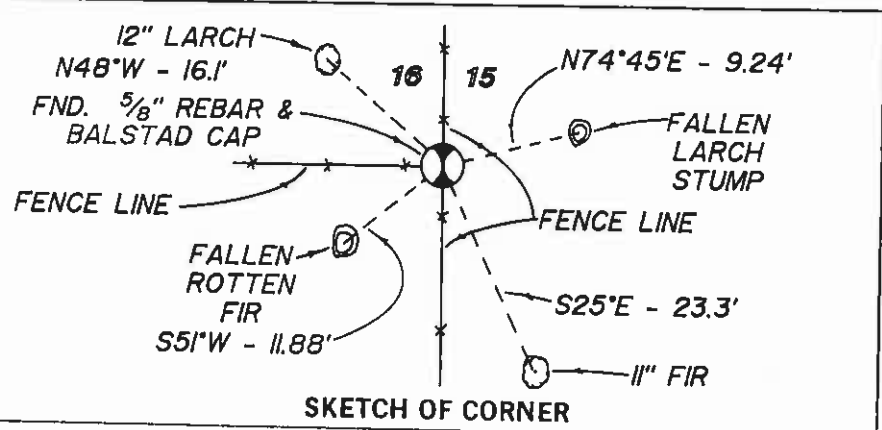 12" LARCH
N48°W - 16.1'
FND. 5/8" REBAR &
BALSTAD CAP
16 15
N74°45'E - 9.24'
FALLEN
LARCH
STUMP
FENCE LINE
FENCE LINE
FALLEN
ROTTEN
FIR
S51°W - 11.88'
S25°E - 23.3'
11" FIR
SKETCH OF CORNER